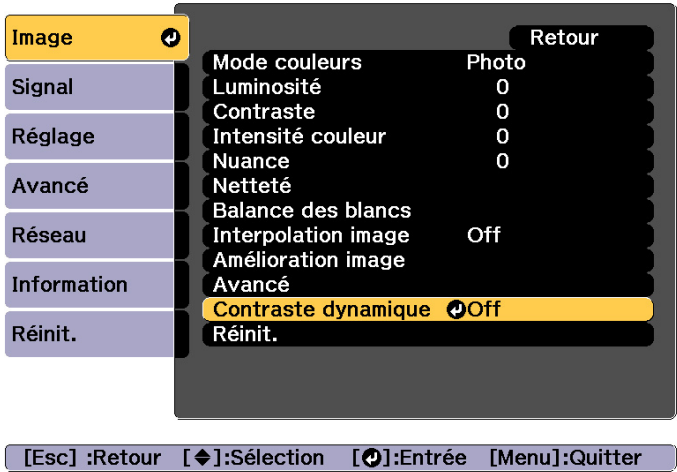 Image
Signal
Réglage
Avancé
Réseau
Information
Réinit.
Retour
Mode couleurs Photo
Luminosité 0
Contraste 0
Intensité couleur 0
Nuance 0
Netteté
Balance des blancs
Interpolation image Off
Amélioration image
Avancé
Contraste dynamique Off
Réinit.
[Esc] :Retour [◆]:Sélection [↵]:Entrée [Menu]:Quitter